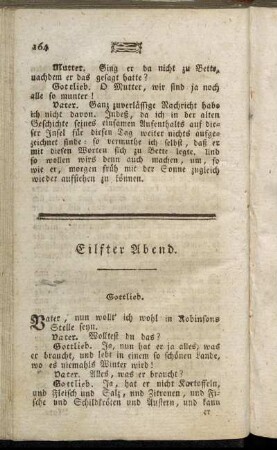 264
Mutter. Ging er da nicht zu Bette,
nachdem er das gesagt hatte?
Gottlieb. O Mutter, wir sind ja noch
alle so munter!
Vater. Ganz zuverlässige Nachricht habe
ich nicht davon. Indeß, da ich in der alten
Geschichte seines einsamen Aufenthalts auf die-
ser Insel für diesen Tag weiter nichts aufge-
zeichnet finde: so vermuthe ich selbst, daß er
mit diesen Worten sich zu Bette legte. Und
so wollen wirs denn auch machen, um, so
wie er, morgen früh mit der Sonne zugleich
wieder aufstehen zu können.
Eilfter Abend.
Gottlieb.
Vater, nun wollt' ich wohl in Robinsons
Stelle seyn.
Vater. Wolltest du das?
Gottlieb. Ja, nun hat er ja alles, was
er braucht, und lebt in einem so schönen Lande,
wo es niemahls Winter wird!
Vater. Alles, was er braucht?
Gottlieb. Ja, hat er nicht Kortoffeln,
und Fleisch und Salz, und Zitronen, und Fi-
sche und Schildkröten und Austern, und kann
er